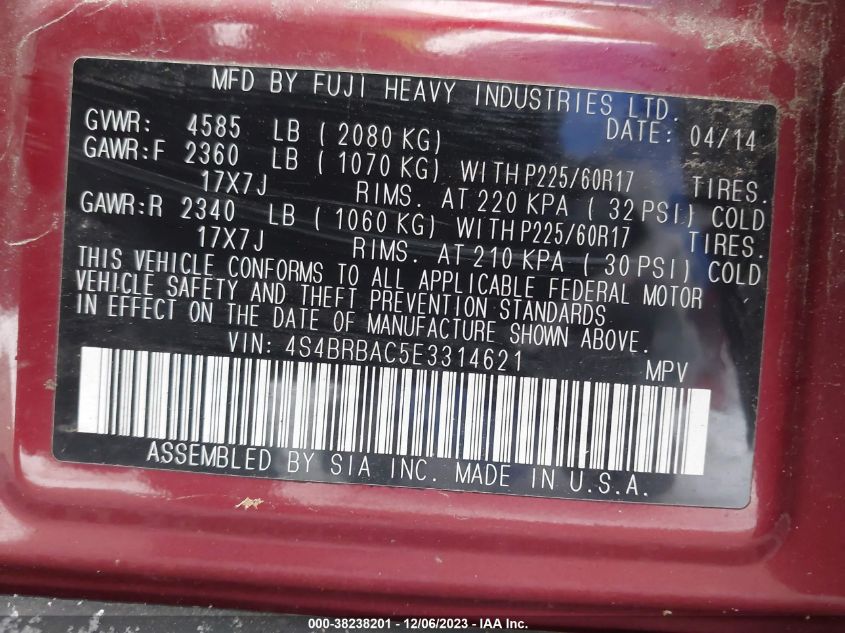 MFD BY FUJI HEAVY INDUSTRIES LTD.
DATE: 04/14
GVWR: 4585 LB ( 2080 KG)
GAWR:F 2360 LB ( 1070 KG) WITH P225/60R17 TIRES.
17X7J RIMS. AT 220 KPA ( 32 PSI) COLD
GAWR:R 2340 LB ( 1060 KG) WITH P225/60R17 TIRES.
17X7J RIMS. AT 210 KPA ( 30 PSI) COLD
THIS VEHICLE CONFORMS TO ALL APPLICABLE FEDERAL MOTOR
VEHICLE SAFETY AND THEFT PREVENTION STANDARDS
IN EFFECT ON THE DATE OF MANUFACTURE SHOWN ABOVE.
VIN: 4S4BRBAC5E3314621 MPV
ASSEMBLED BY SIA INC. MADE IN U.S.A.
000-38238201 - 12/06/2023 - IAA Inc.